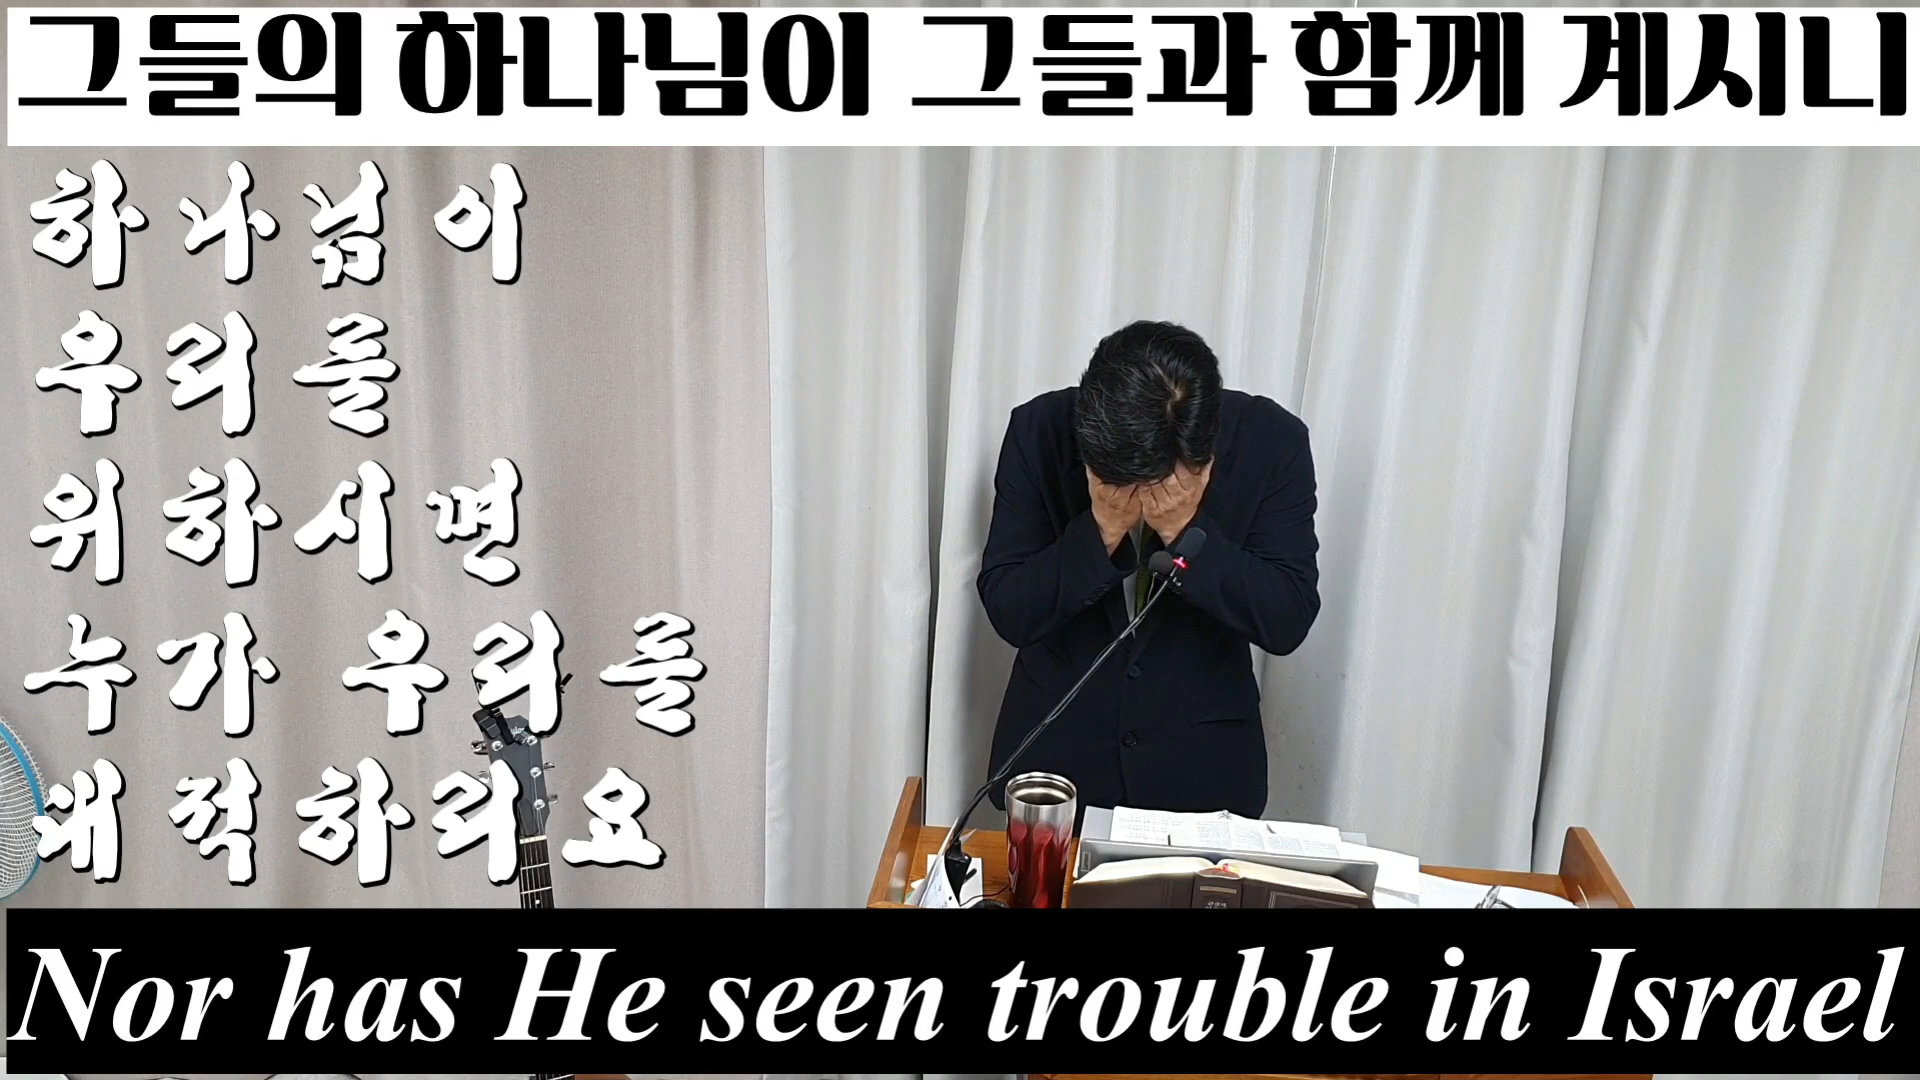 그들의 하나님이 그들과 함께 계시니
하나님이
우리를
위하시면
누가 우리를
대적하리요
Nor has He seen trouble in Israel